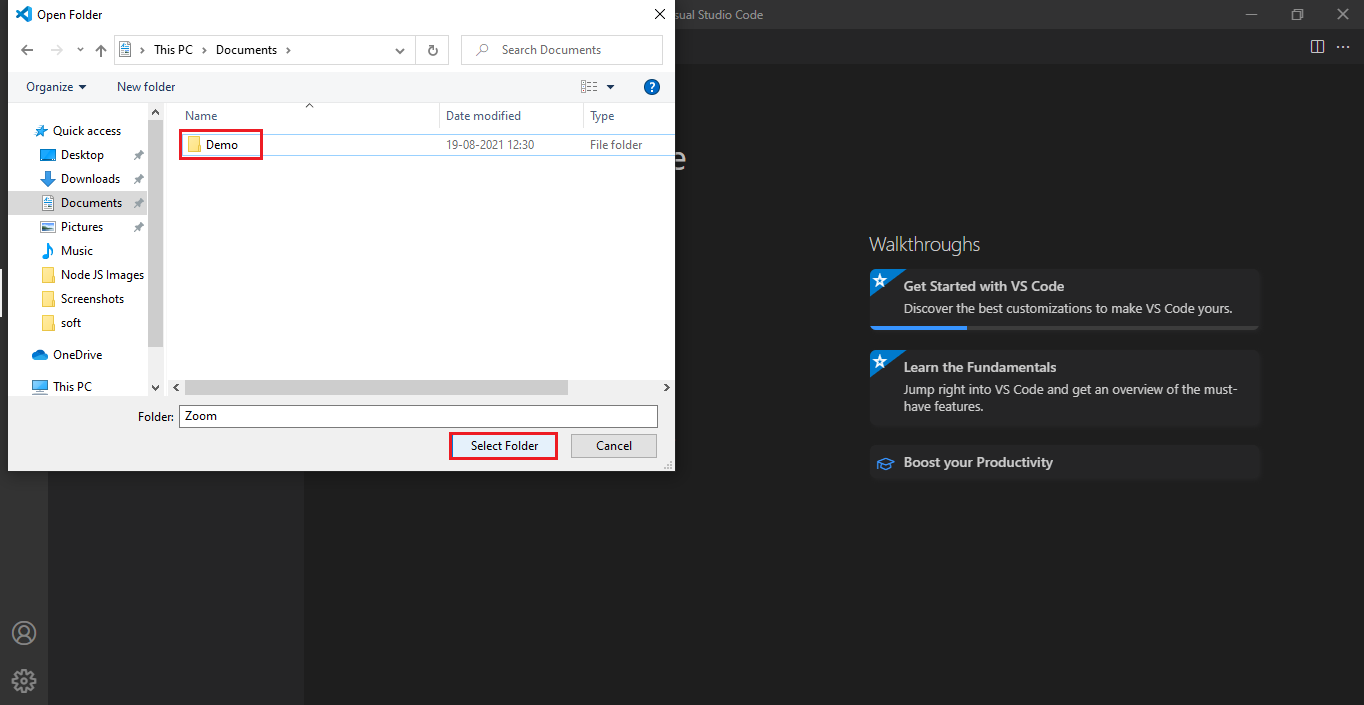 Open Folder
sual Studio Code
This PC
Documents
Search Documents
Organize
New folder
?
Name
Date modified
Type
Quick access
Demo
19-08-2021 12:30
File folder
Desktop
Downloads
Documents
Pictures
Music
Node JS Images
Screenshots
soft
OneDrive
This PC
Folder:
Zoom
Select Folder
Cancel
e
Walkthroughs
Get Started with VS Code
Discover the best customizations to make VS Code yours.
Learn the Fundamentals
Jump right into VS Code and get an overview of the must-
have features.
Boost your Productivity